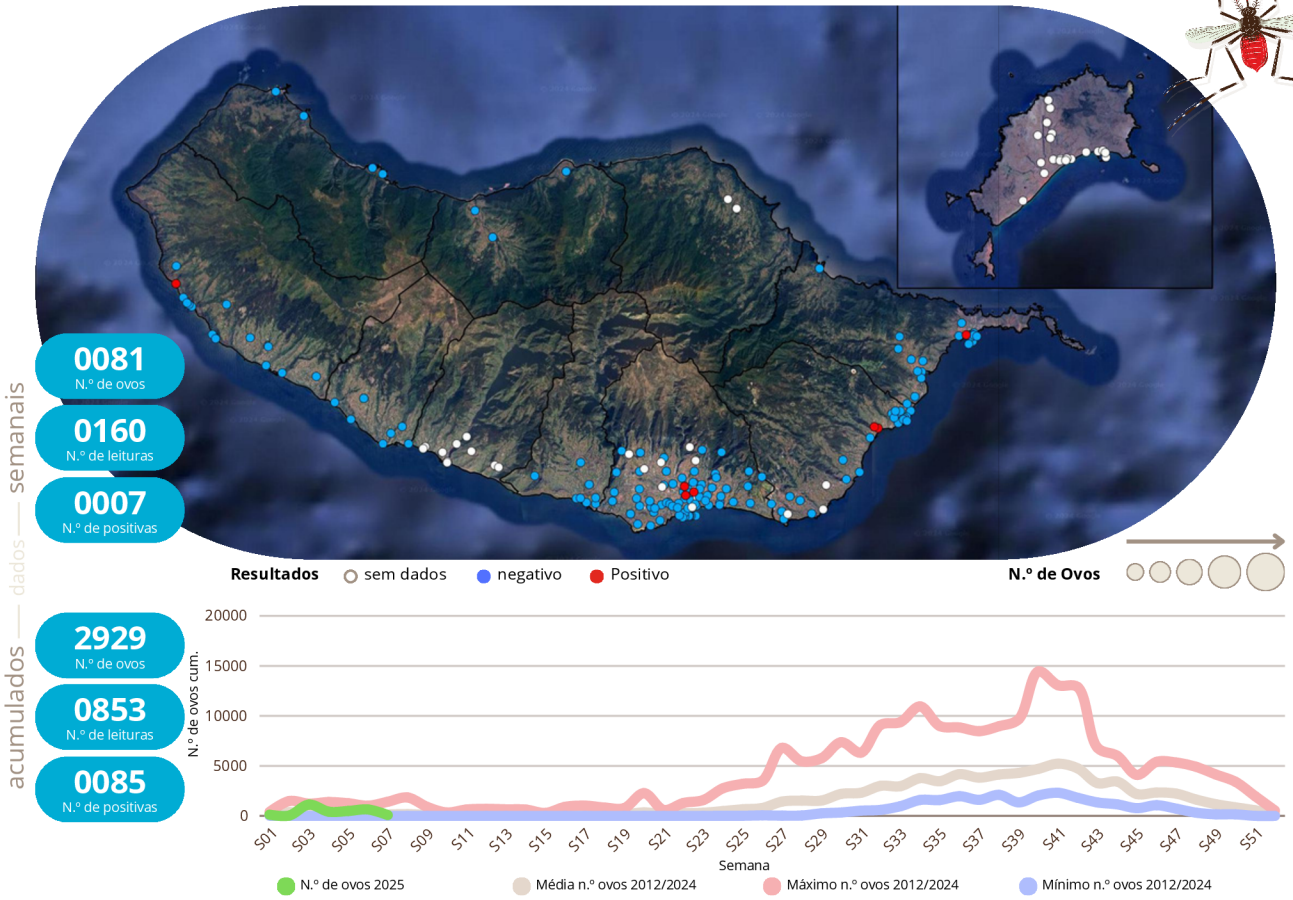 semanais
dados
acumulados
0081
N.º de ovos
0160
N.º de leituras
0007
N.º de positivas
Resultados
sem dados
negativo
Positivo
N.º de Ovos
2929
N.º de ovos
0853
N.º de leituras
0085
N.º de positivas
N.º de ovos cum.
20000
15000
10000
5000
0
S01 S03 S05 S07 S09 S11 S13 S15 S17 S19 S21 S23 S25 S27 S29 S31 S33 S35 S37 S39 S41 S43 S45 S47 S49 S51
Semana
N.º de ovos 2025
Média n.º ovos 2012/2024
Máximo n.º ovos 2012/2024
Mínimo n.º ovos 2012/2024